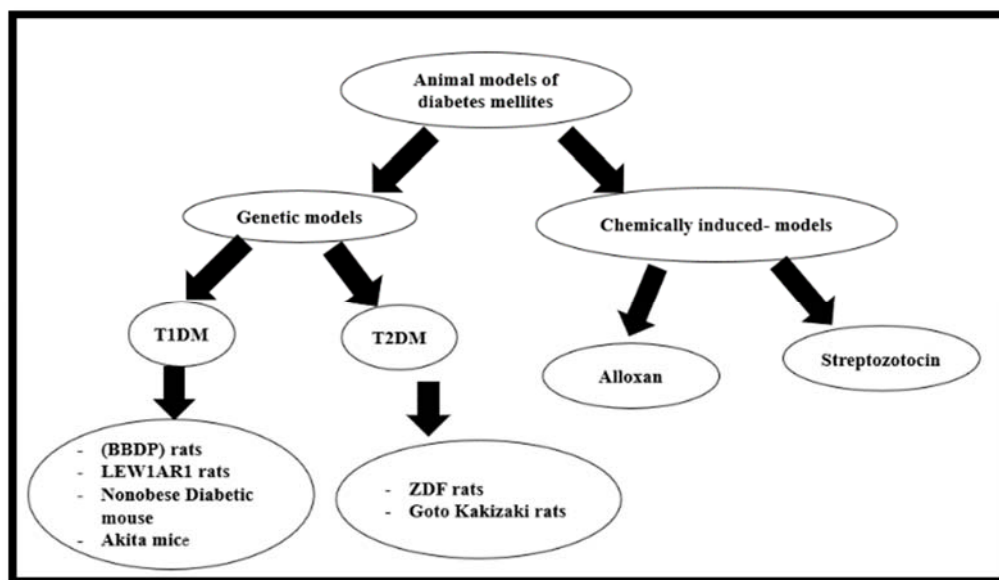 Animal models of
diabetes mellites
Genetic models
Chemically induced- models
T1DM
T2DM
Alloxan
Streptozotocin
- (BBDP) rats
- LEW1AR1 rats
- Nonobese Diabetic
mouse
- Akita mice
- ZDF rats
- Goto Kakizaki rats